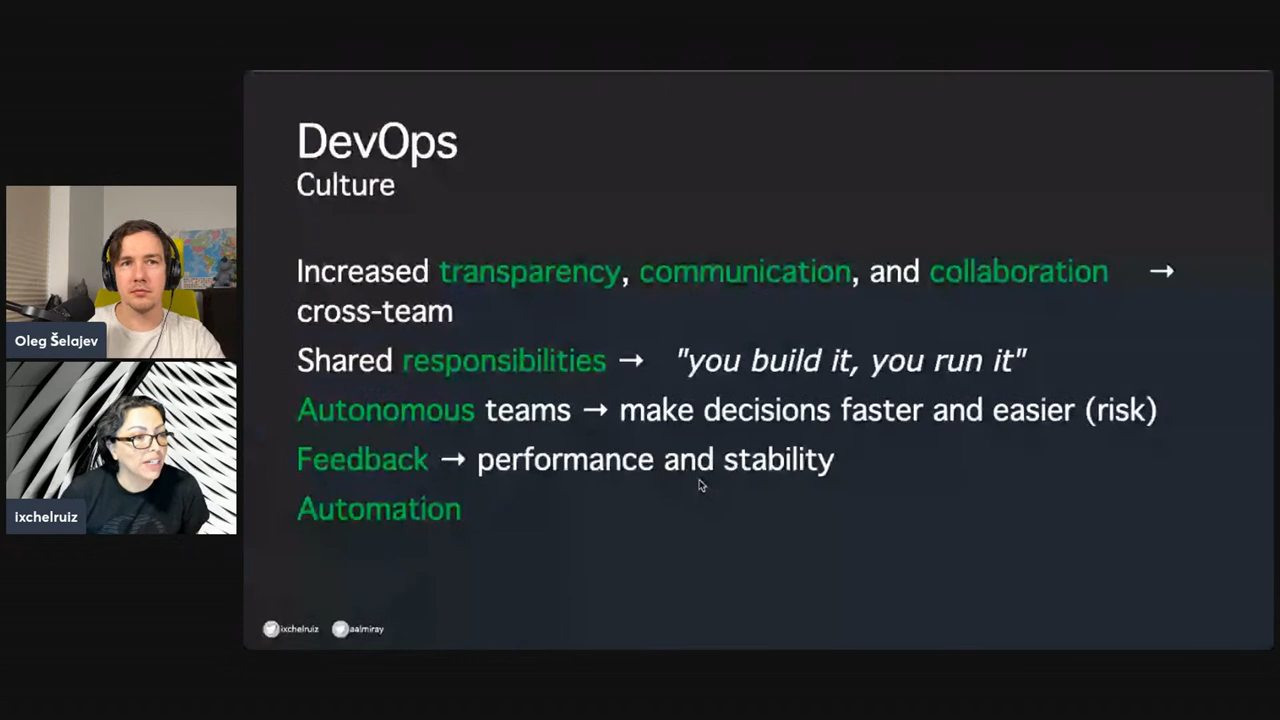 DevOps
Culture
Increased transparency, communication, and collaboration →
cross-team
Shared responsibilities → "you build it, you run it"
Autonomous teams → make decisions faster and easier (risk)
Feedback → performance and stability
Automation
ixchelruiz aalmiray
Oleg Šelajev
ixchelruiz